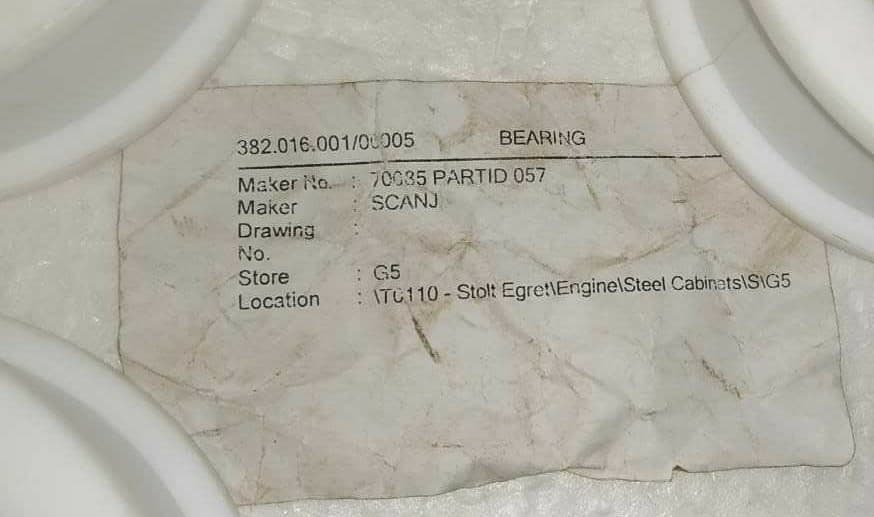 382.016.001/00005 BEARING
Maker No. : 70035 PARTID 057
Maker : SCANJ
Drawing :
No.
Store : G5
Location : \T0110 - Stolt Egret\Engine\Steel Cabinets\S\G5